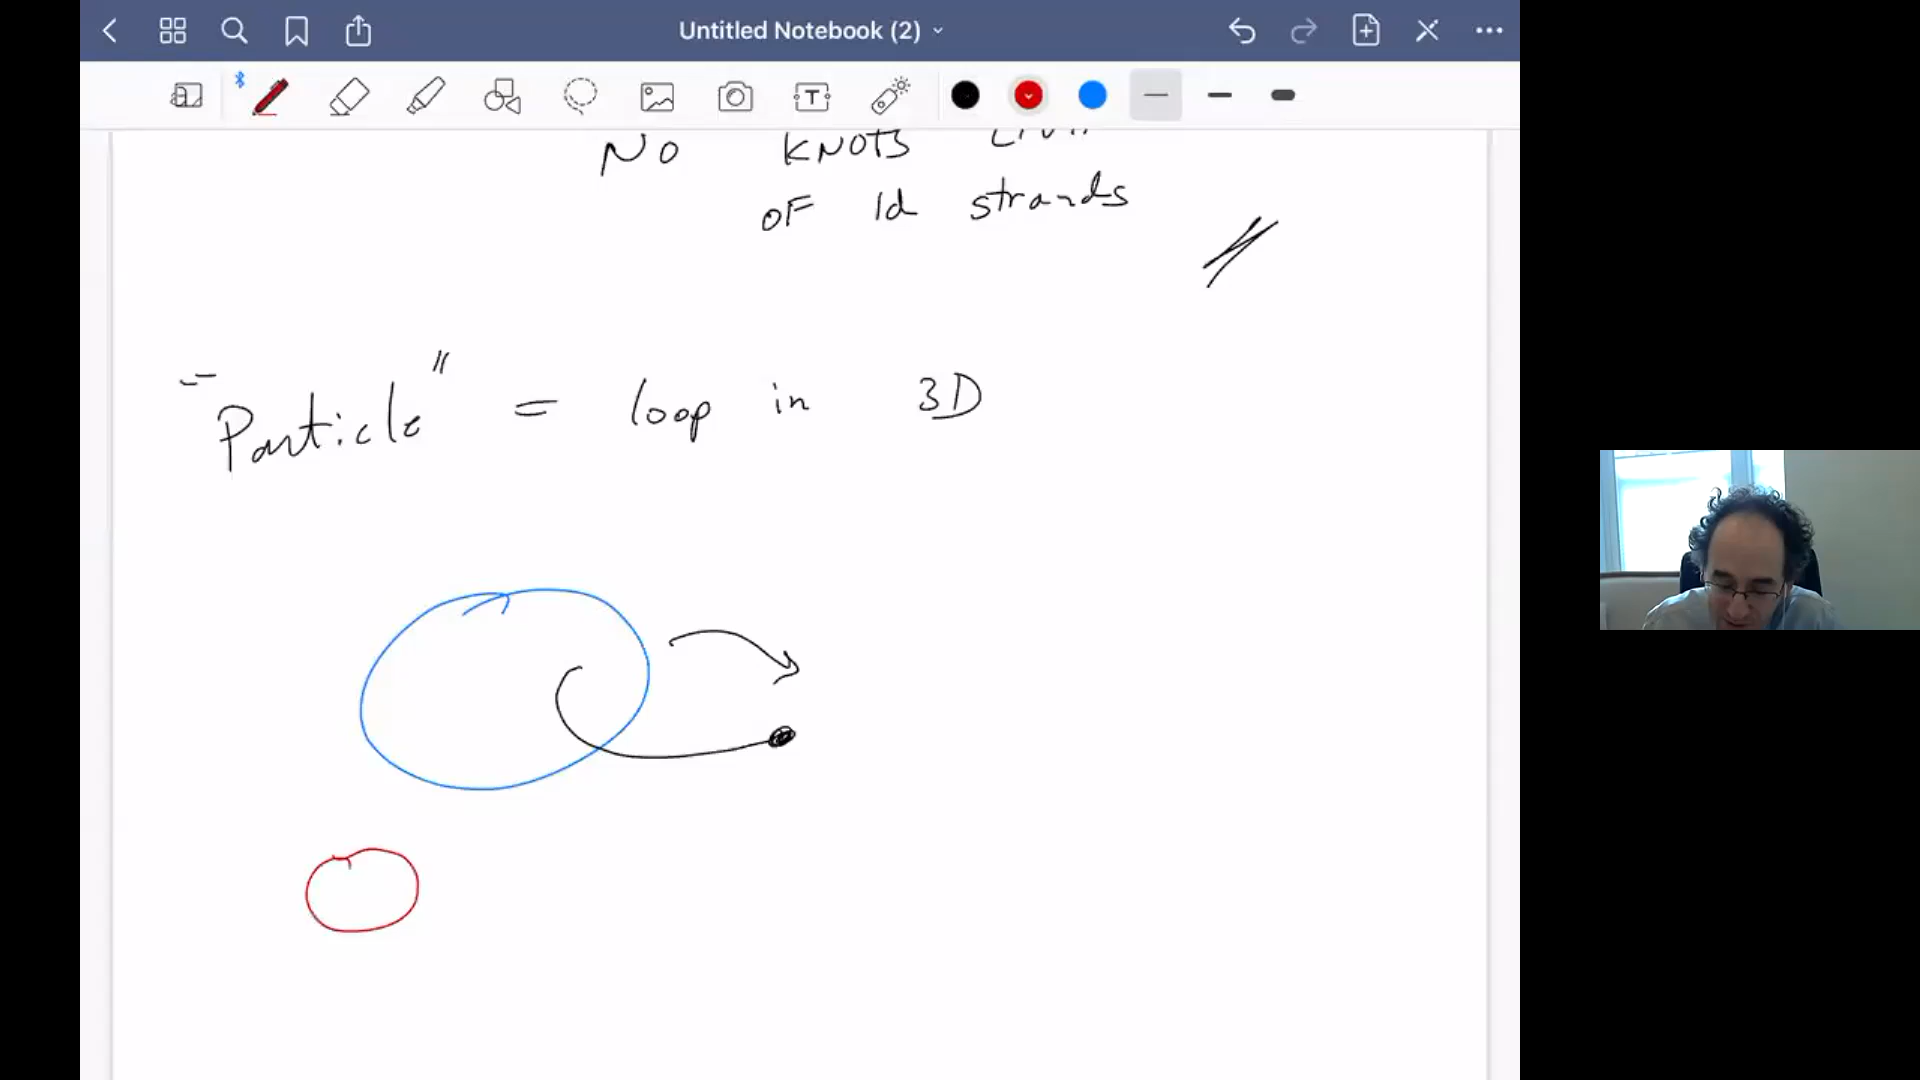 Untitled Notebook (2)
T
No KNOTS
OF 1d strands
"Particle" = loop in 3D